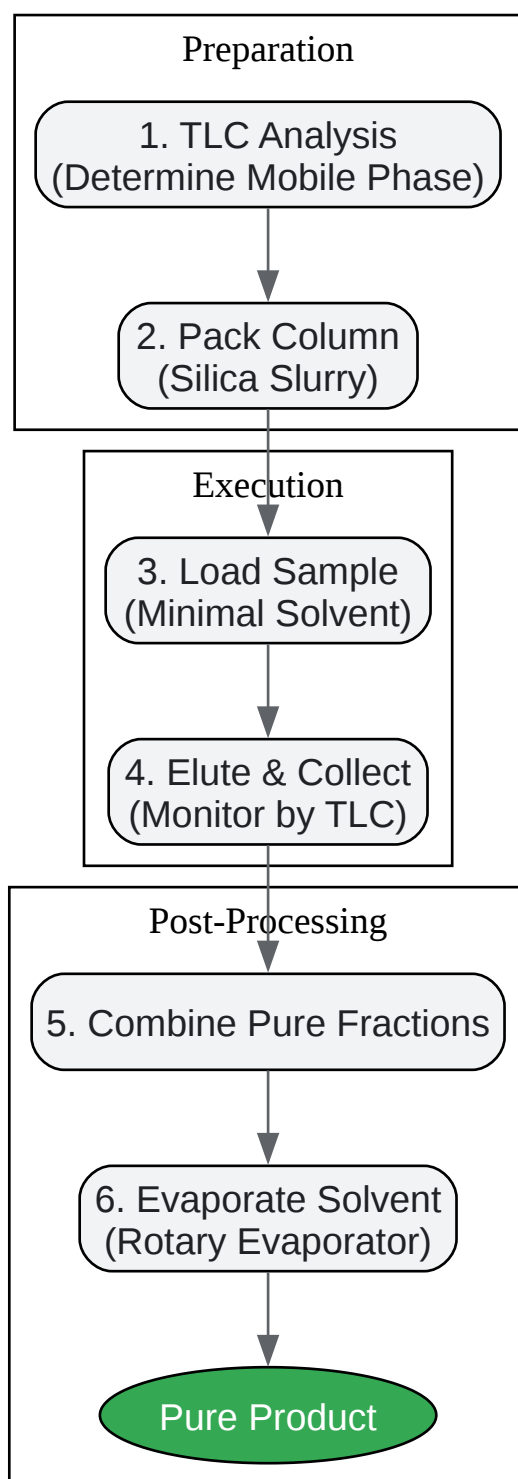 Preparation
1. TLC Analysis
(Determine Mobile Phase)
2. Pack Column
(Silica Slurry)
Execution
3. Load Sample
(Minimal Solvent)
4. Elute & Collect
(Monitor by TLC)
Post-Processing
5. Combine Pure Fractions
6. Evaporate Solvent
(Rotary Evaporator)
Pure Product